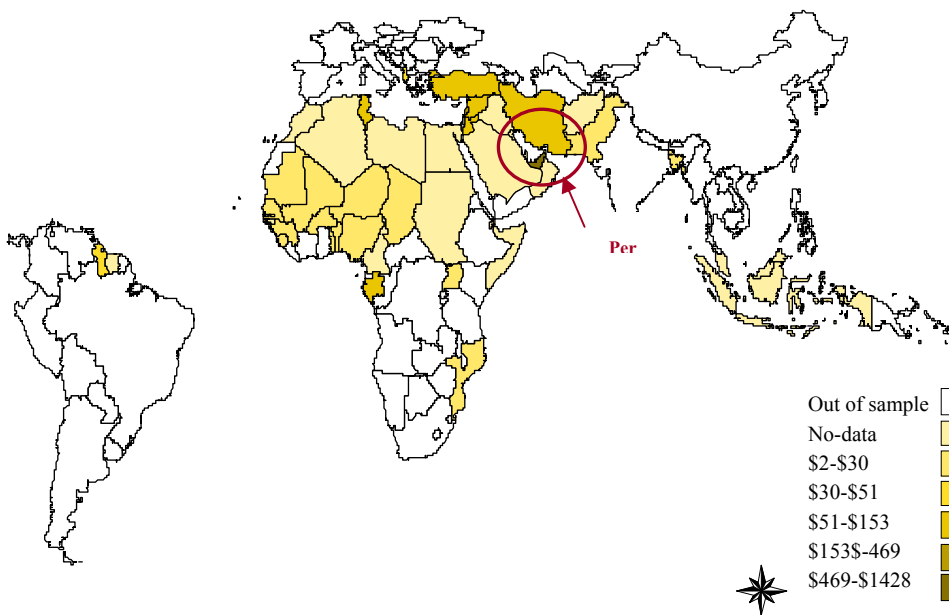 Per
Out of sample
No-data
$2-$30
$30-$51
$51-$153
$153$-469
$469-$1428